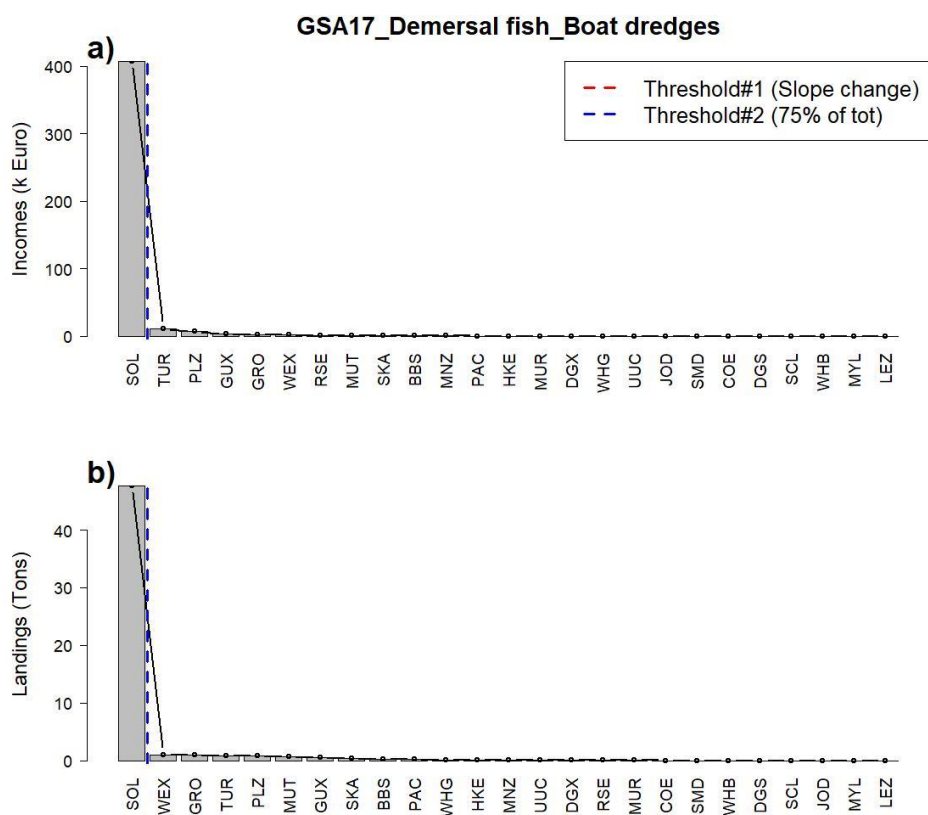 GSA17_Demersal fish_Boat dredges
a)
Threshold#1 (Slope change)
Threshold#2 (75% of tot)
Incomes (k Euro)
400
300
200
100
0
SOL TUR PLZ GUX GRO WEX RSE MUT SKA BBS MNZ PAC HKE MUR DGX WHG UUC JOD SMD COE DGS SCL WHB MYL LEZ
b)
Landings (Tons)
40
30
20
10
0
SOL WEX GRO TUR PLZ MUT GUX SKA BBS PAC WHG HKE MNZ UUC DGX RSE MUR COE SMD WHB DGS SCL JOD MYL LEZ